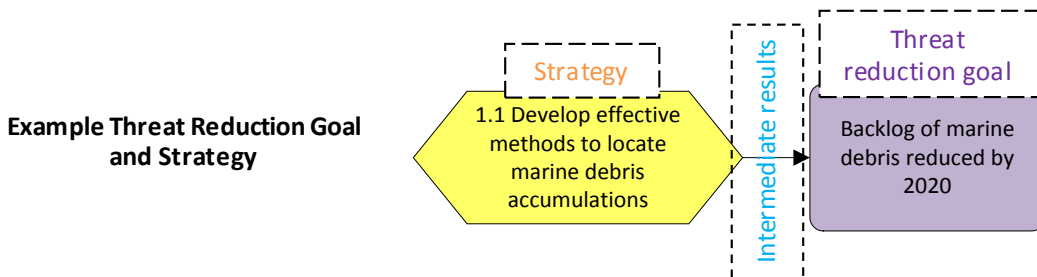 Example Threat Reduction Goal
and Strategy
Strategy
1.1 Develop effective
methods to locate
marine debris
accumulations
Intermediate results
Threat
reduction goal
Backlog of marine
debris reduced by
2020